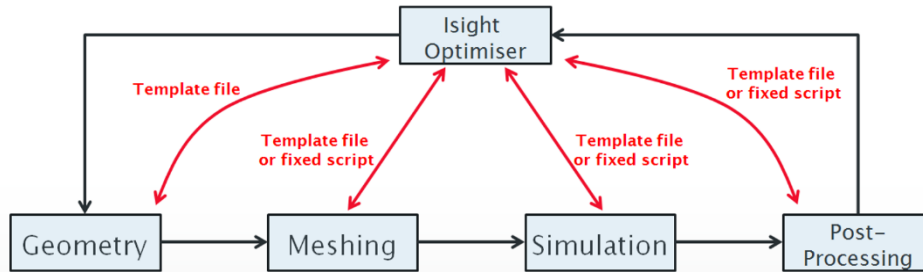 Isight
Optimiser
Template file
Template file
or fixed script
Template file
or fixed script
Template file
or fixed script
Geometry
Meshing
Simulation
Post-
Processing